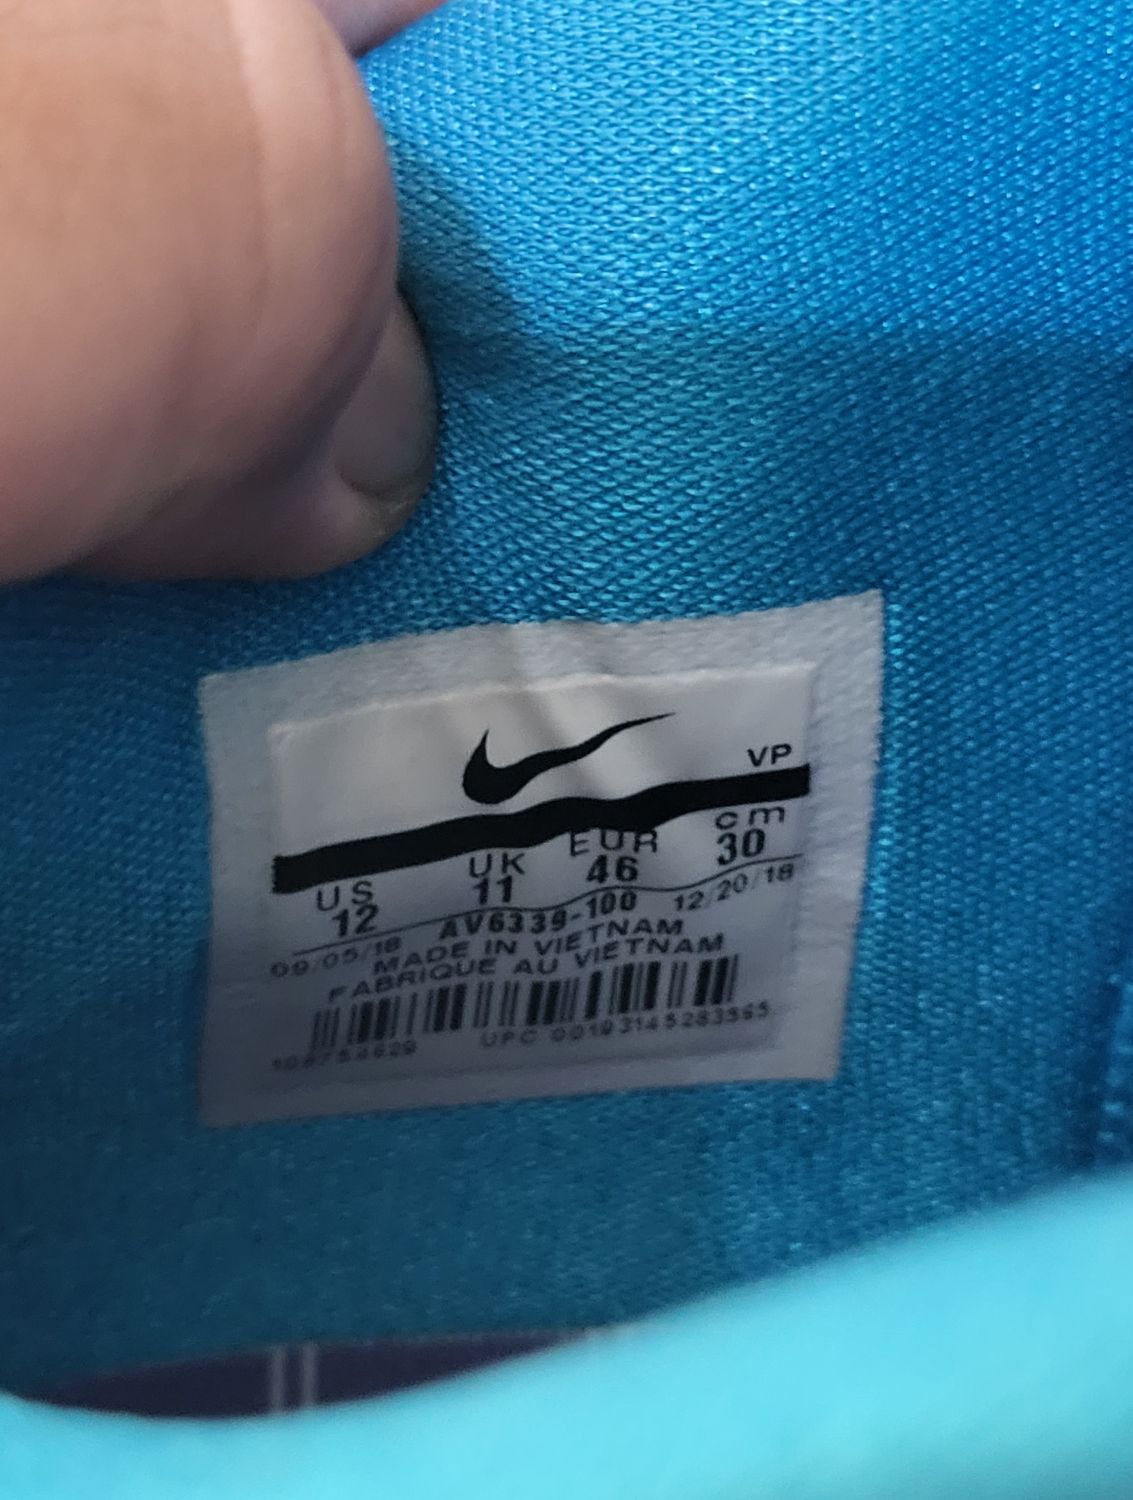 VP
US UK EUR cm
12 11 46 30
09/05/18 AV6339-100 12/20/18
MADE IN VIETNAM
FABRIQUE AU VIETNAM
UPC 00193145283565